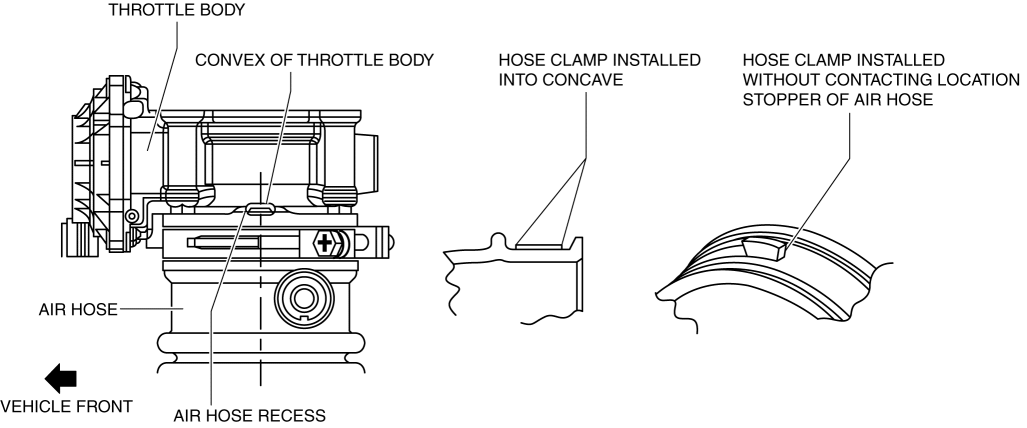 THROTTLE BODY
CONVEX OF THROTTLE BODY
HOSE CLAMP INSTALLED
INTO CONCAVE
HOSE CLAMP INSTALLED
WITHOUT CONTACTING LOCATION
STOPPER OF AIR HOSE
AIR HOSE
VEHICLE FRONT
AIR HOSE RECESS